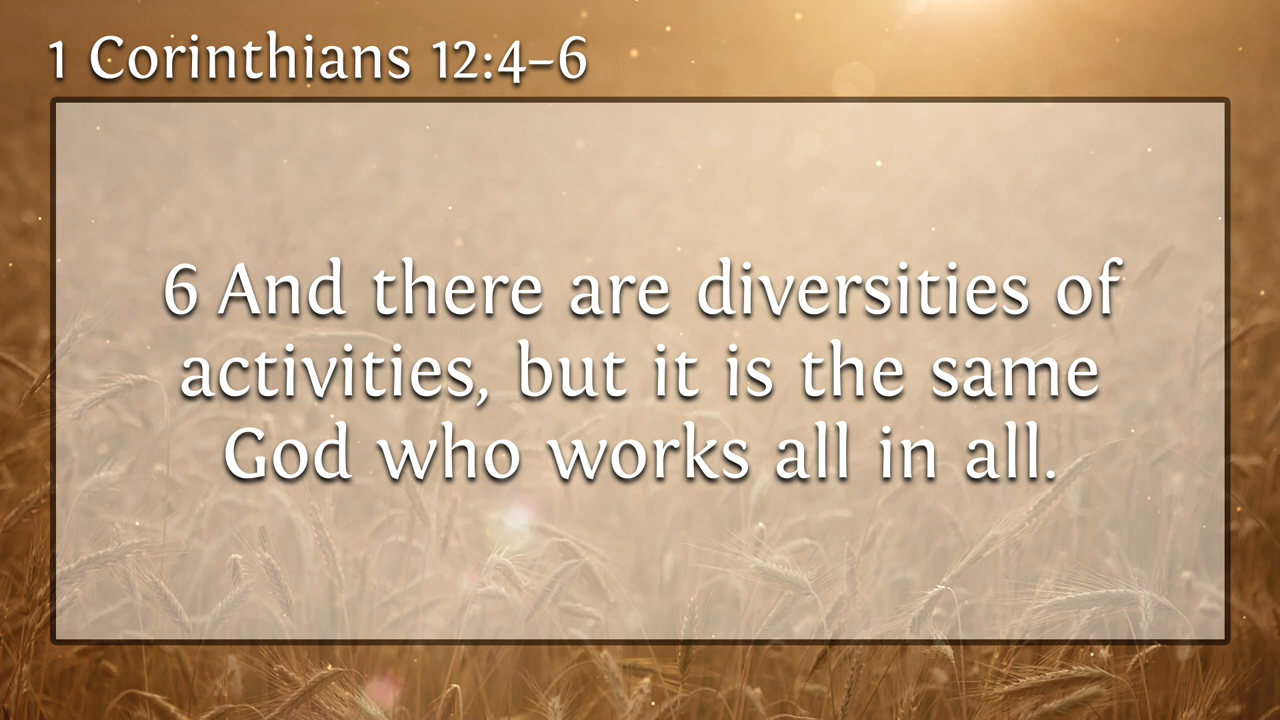 1 Corinthians 12:4–6
6 And there are diversities of
activities, but it is the same
God who works all in all.